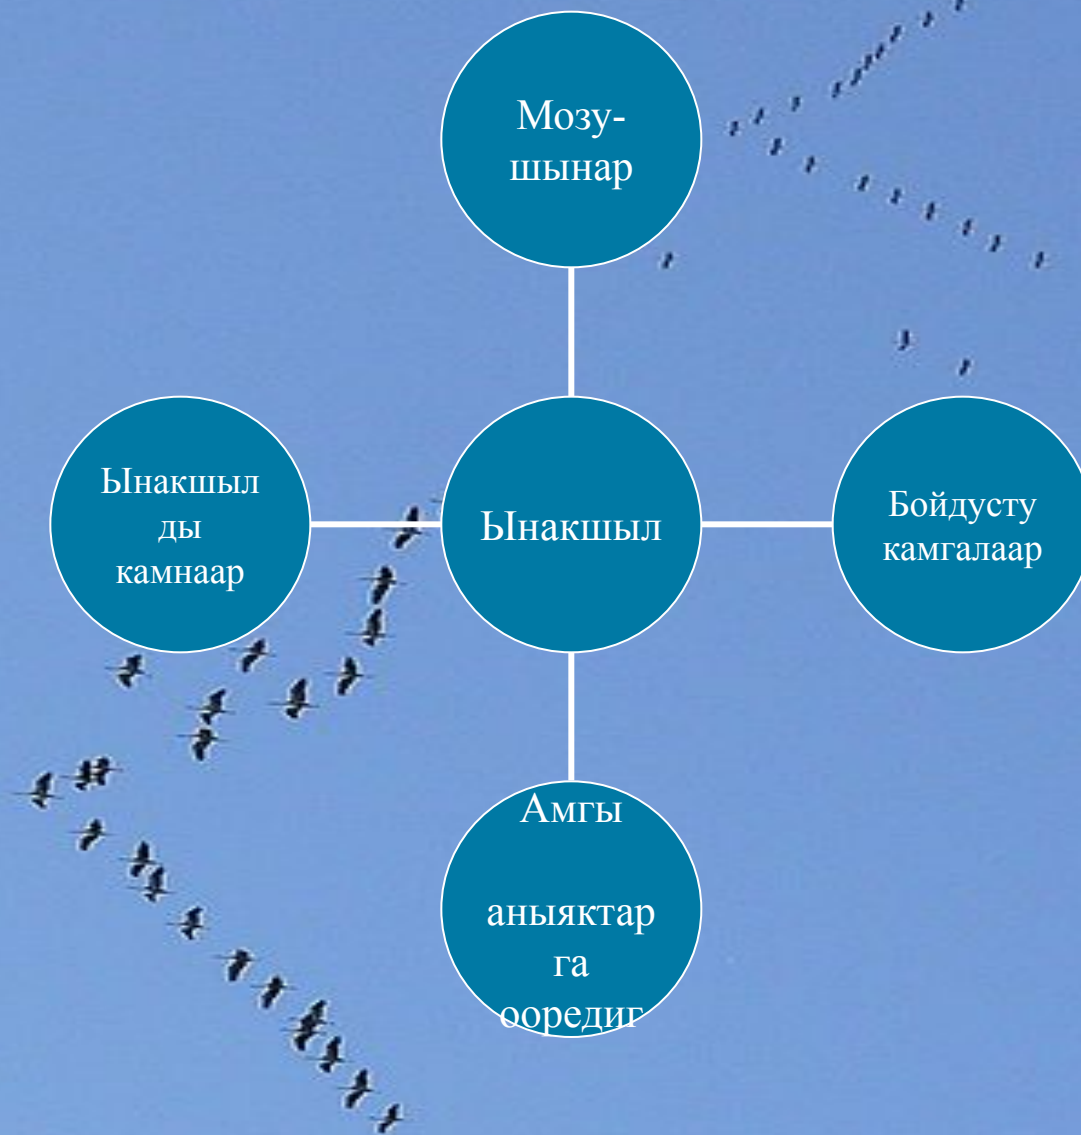 Мозу-
шынар
Ынакшыл
ды
камнаар
Ынакшыл
Бойдусту
камгалаар
Амгы
аныяктар
га
ооредиг